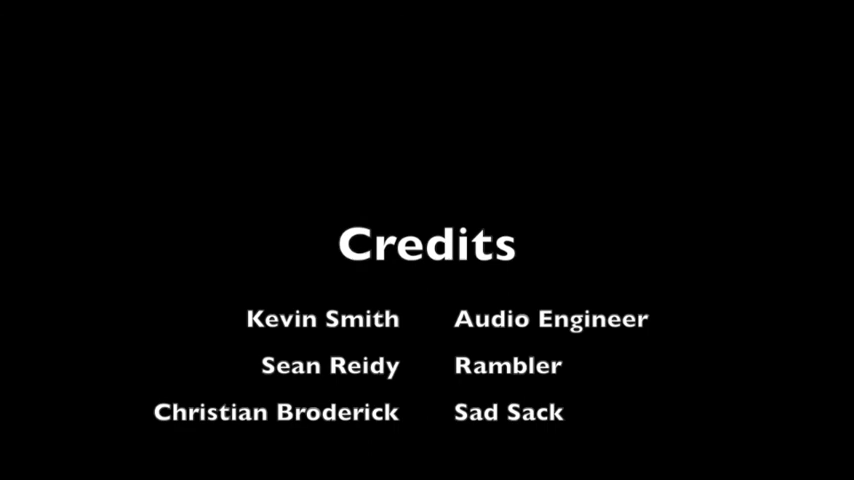 Credits
Kevin Smith Audio Engineer
Sean Reidy Rambler
Christian Broderick Sad Sack